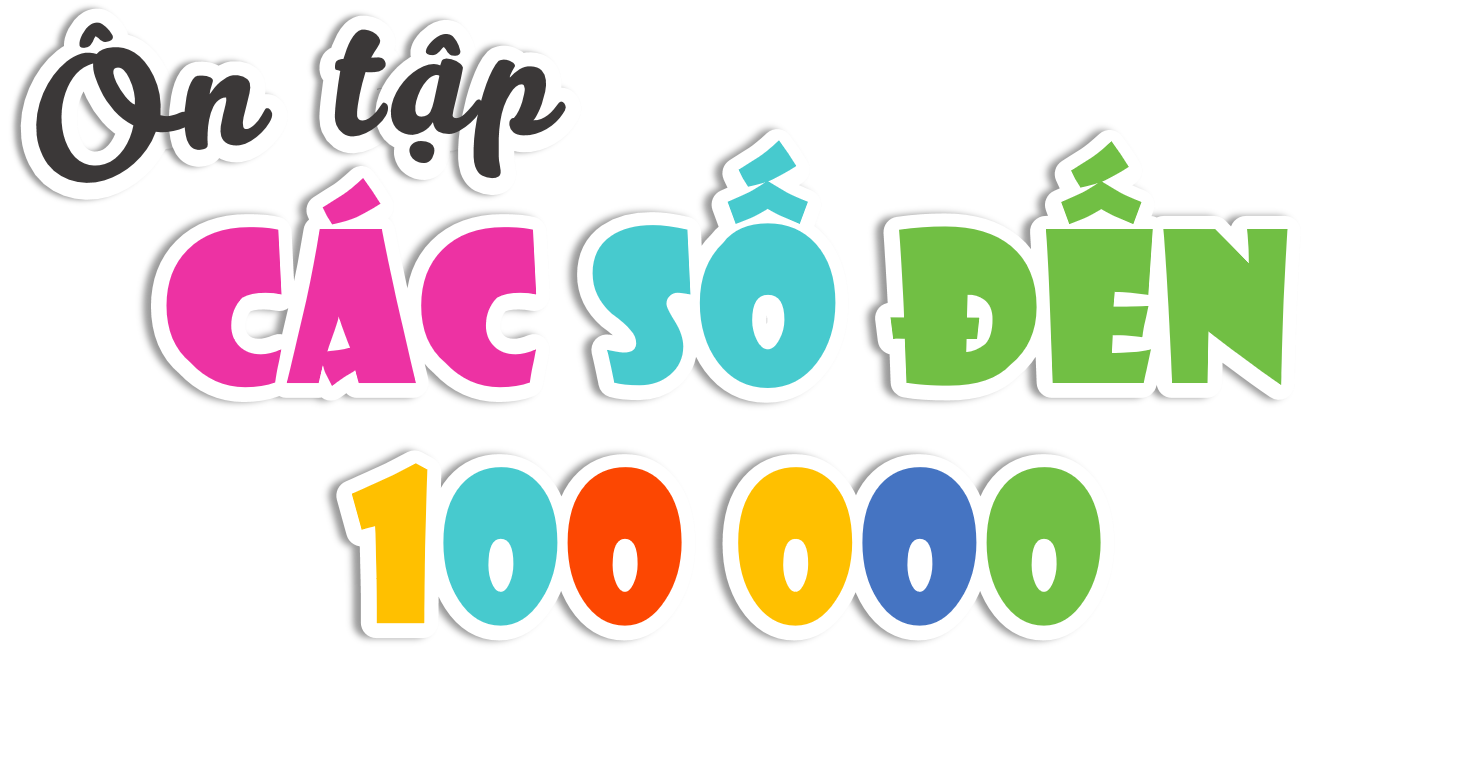 Ôn tập
CÁC SỐ ĐẾN
100 000